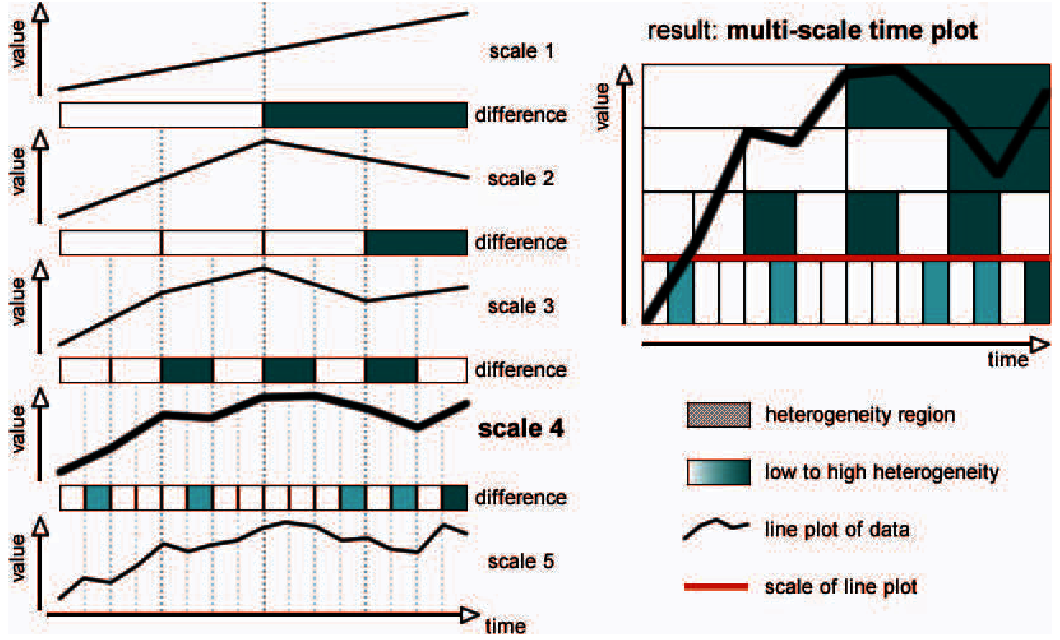 value
scale 1
difference
value
scale 2
difference
value
scale 3
difference
value
scale 4
difference
value
scale 5
time
result: multi-scale time plot
value
time
heterogeneity region
low to high heterogeneity
line plot of data
scale of line plot